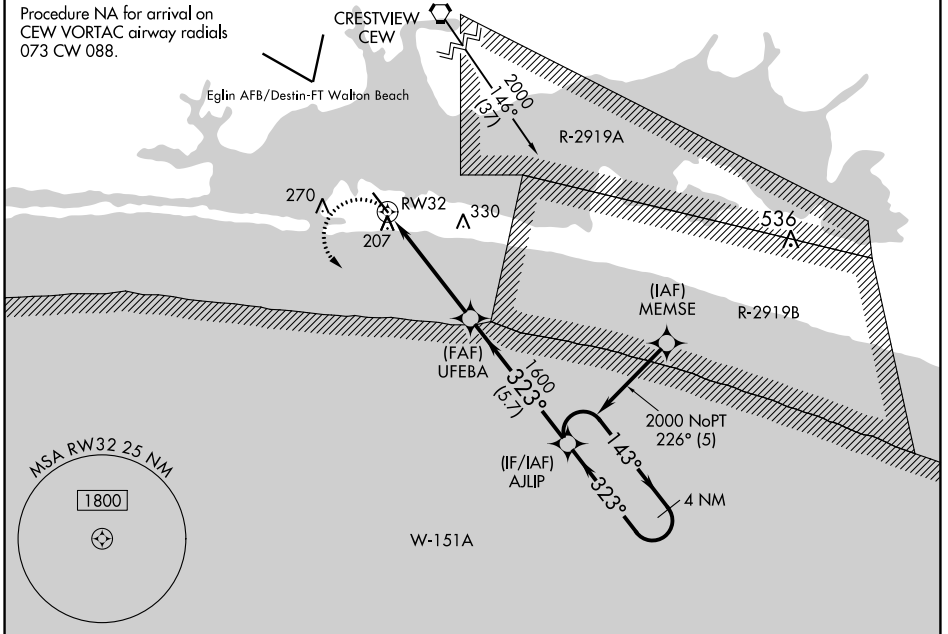 Procedure NA for arrival on
CEW VORTAC airway radials
073 CW 088.
CRESTVIEW
CEW
Eglin AFB/Destin-FT Walton Beach
2000
146°
(37)
R-2919A
270
RW32
207
330
536
(IAF)
MEMSE
R-2919B
(FAF)
UFEBA
1600
323°
(5.7)
2000 NoPT
226° (5)
(IF/IAF)
AJLIP
143°
323°
4 NM
MSA RW32 25 NM
1800
W-151A